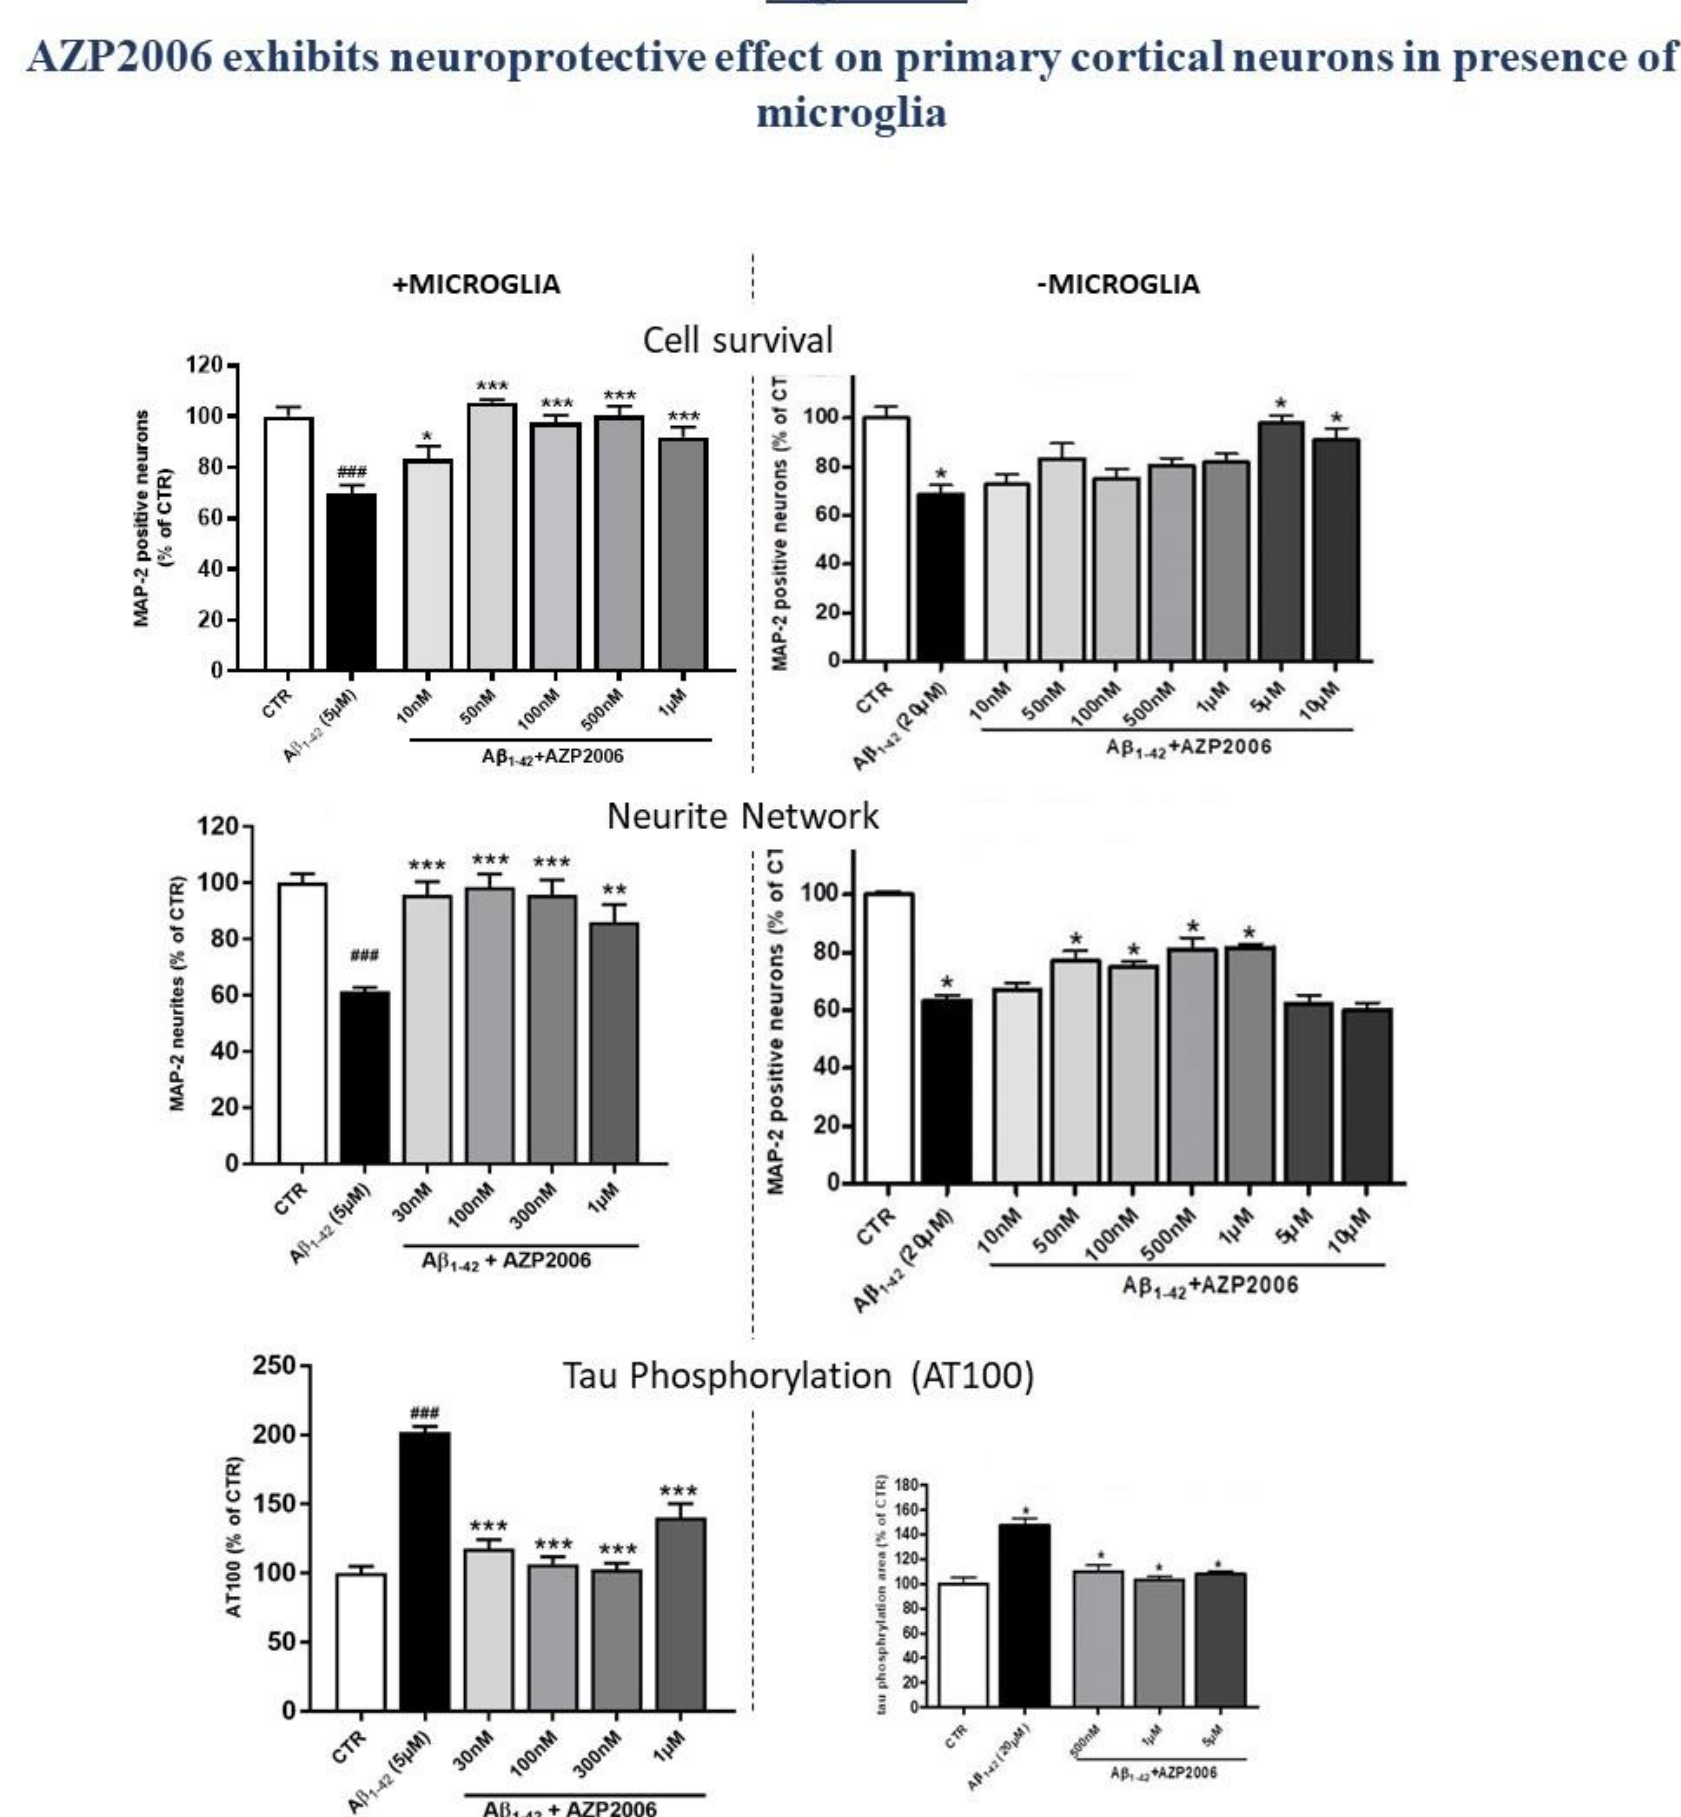 AZP2006 exhibits neuroprotective effect on primary cortical neurons in presence of
microglia
+MICROGLIA
-MICROGLIA
Cell survival
MAP-2 positive neurons
(% of CTR)
120
100
80
60
40
20
0
***
***
***
***
*
###
CTR
Aβ1-42 (5µM)
10nM
50nM
100nM
500nM
1µM
Aβ1-42+AZP2006
MAP-2 positive neurons (% of CT
100
80
60
40
20
0
*
*
*
CTR
Aβ1-42 (20µM)
10nM
50nM
100nM
500nM
1µM
5µM
10µM
Aβ1-42+AZP2006
Neurite Network
MAP-2 neurites (% of CTR)
120
100
80
60
40
20
0
###
***
***
***
**
CTR
Aβ1-42 (5µM)
30nM
100nM
300nM
1µM
Aβ1-42 + AZP2006
MAP-2 positive neurons (% of CT
100
80
60
40
20
0
*
*
*
*
*
CTR
Aβ1-42 (20µM)
10nM
50nM
100nM
500nM
1µM
5µM
10µM
Aβ1-42+AZP2006
Tau Phosphorylation (AT100)
AT100 (% of CTR)
250
200
150
100
50
0
###
***
***
***
***
CTR
Aβ1-42 (5µM)
30nM
100nM
300nM
1µM
Aβ1-42 + AZP2006
tau phosphrylation area (% of CTR)
180
160
140
120
100
80
60
40
20
0
*
*
*
*
CTR
Aβ1-42 (20µM)
500nM
1µM
5µM
Aβ1-42+AZP2006